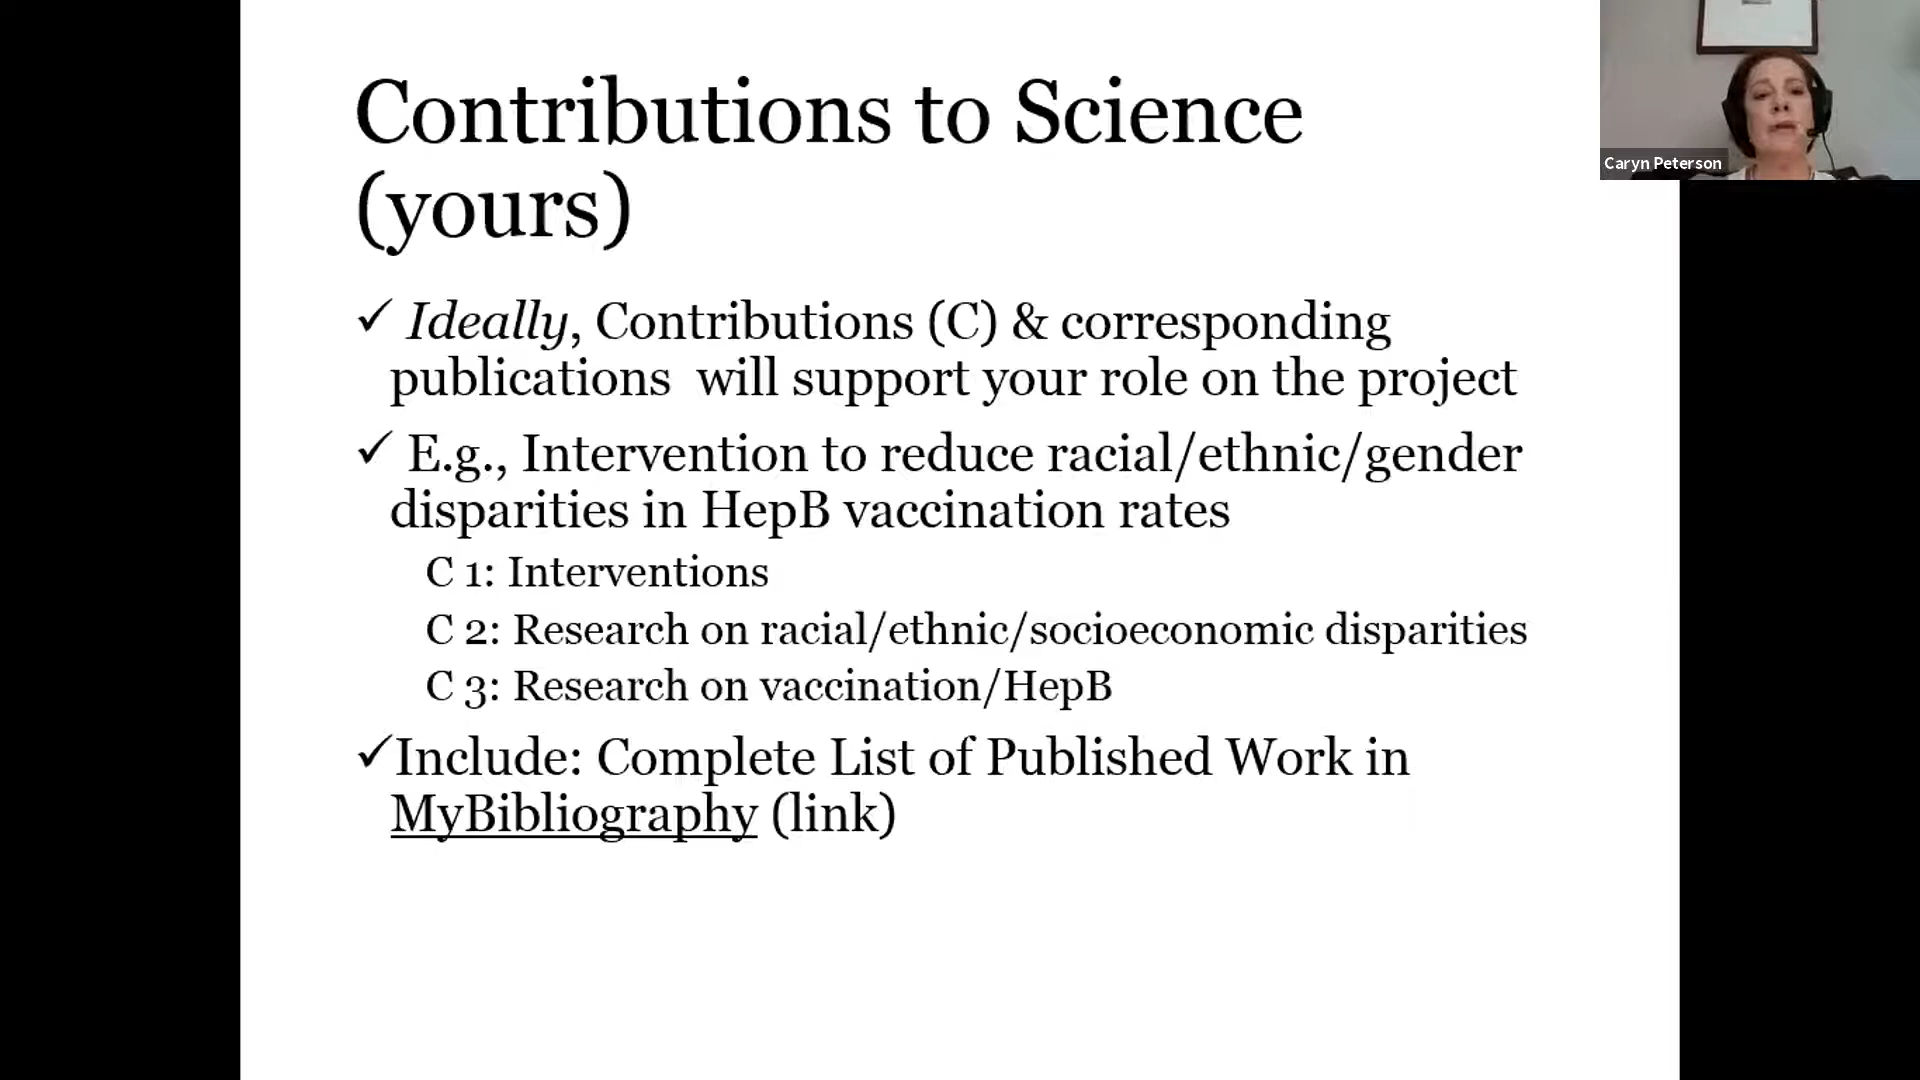 Contributions to Science
(yours)
✓ Ideally, Contributions (C) & corresponding
publications will support your role on the project
✓ E.g., Intervention to reduce racial/ethnic/gender
disparities in HepB vaccination rates
C 1: Interventions
C 2: Research on racial/ethnic/socioeconomic disparities
C 3: Research on vaccination/HepB
✓Include: Complete List of Published Work in
MyBibliography (link)
Caryn Peterson